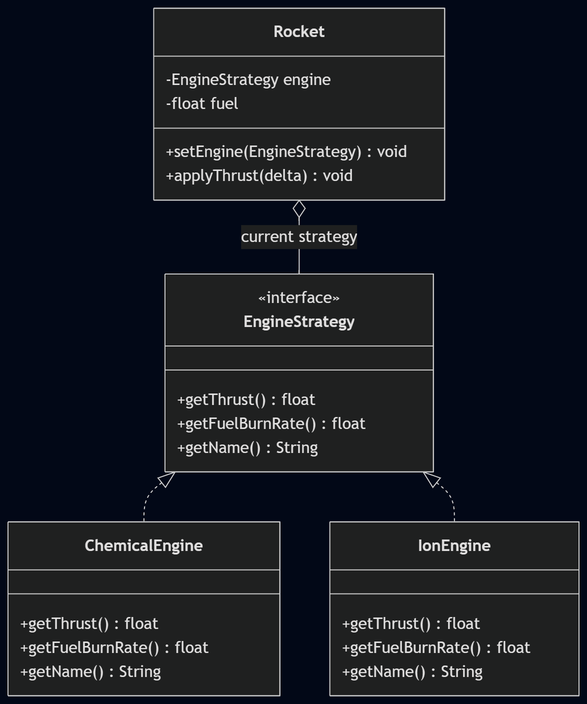 Rocket
-EngineStrategy engine
-float fuel
+setEngine(EngineStrategy) : void
+applyThrust(delta) : void
current strategy
«interface»
EngineStrategy
+getThrust() : float
+getFuelBurnRate() : float
+getName() : String
ChemicalEngine
+getThrust() : float
+getFuelBurnRate() : float
+getName() : String
IonEngine
+getThrust() : float
+getFuelBurnRate() : float
+getName() : String